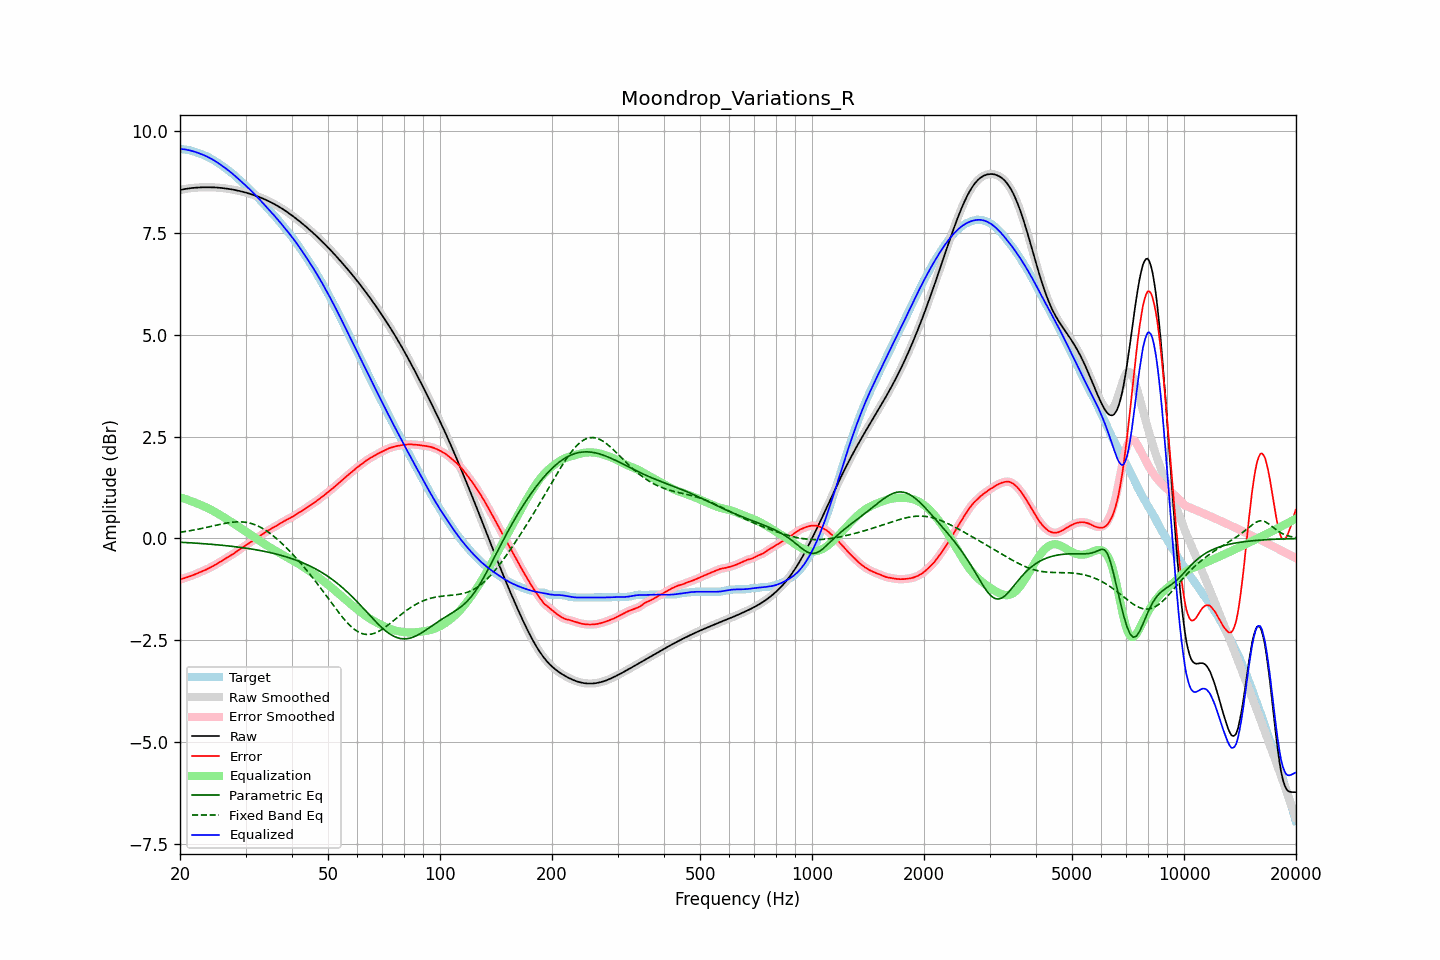 Moondrop_Variations_R
10.0
7.5
5.0
2.5
0.0
−2.5
−5.0
−7.5
Amplitude (dBr)
Target
Raw Smoothed
Error Smoothed
Raw
Error
Equalization
Parametric Eq
Fixed Band Eq
Equalized
20 50 100 200 500 1000 2000 5000 10000 20000
Frequency (Hz)